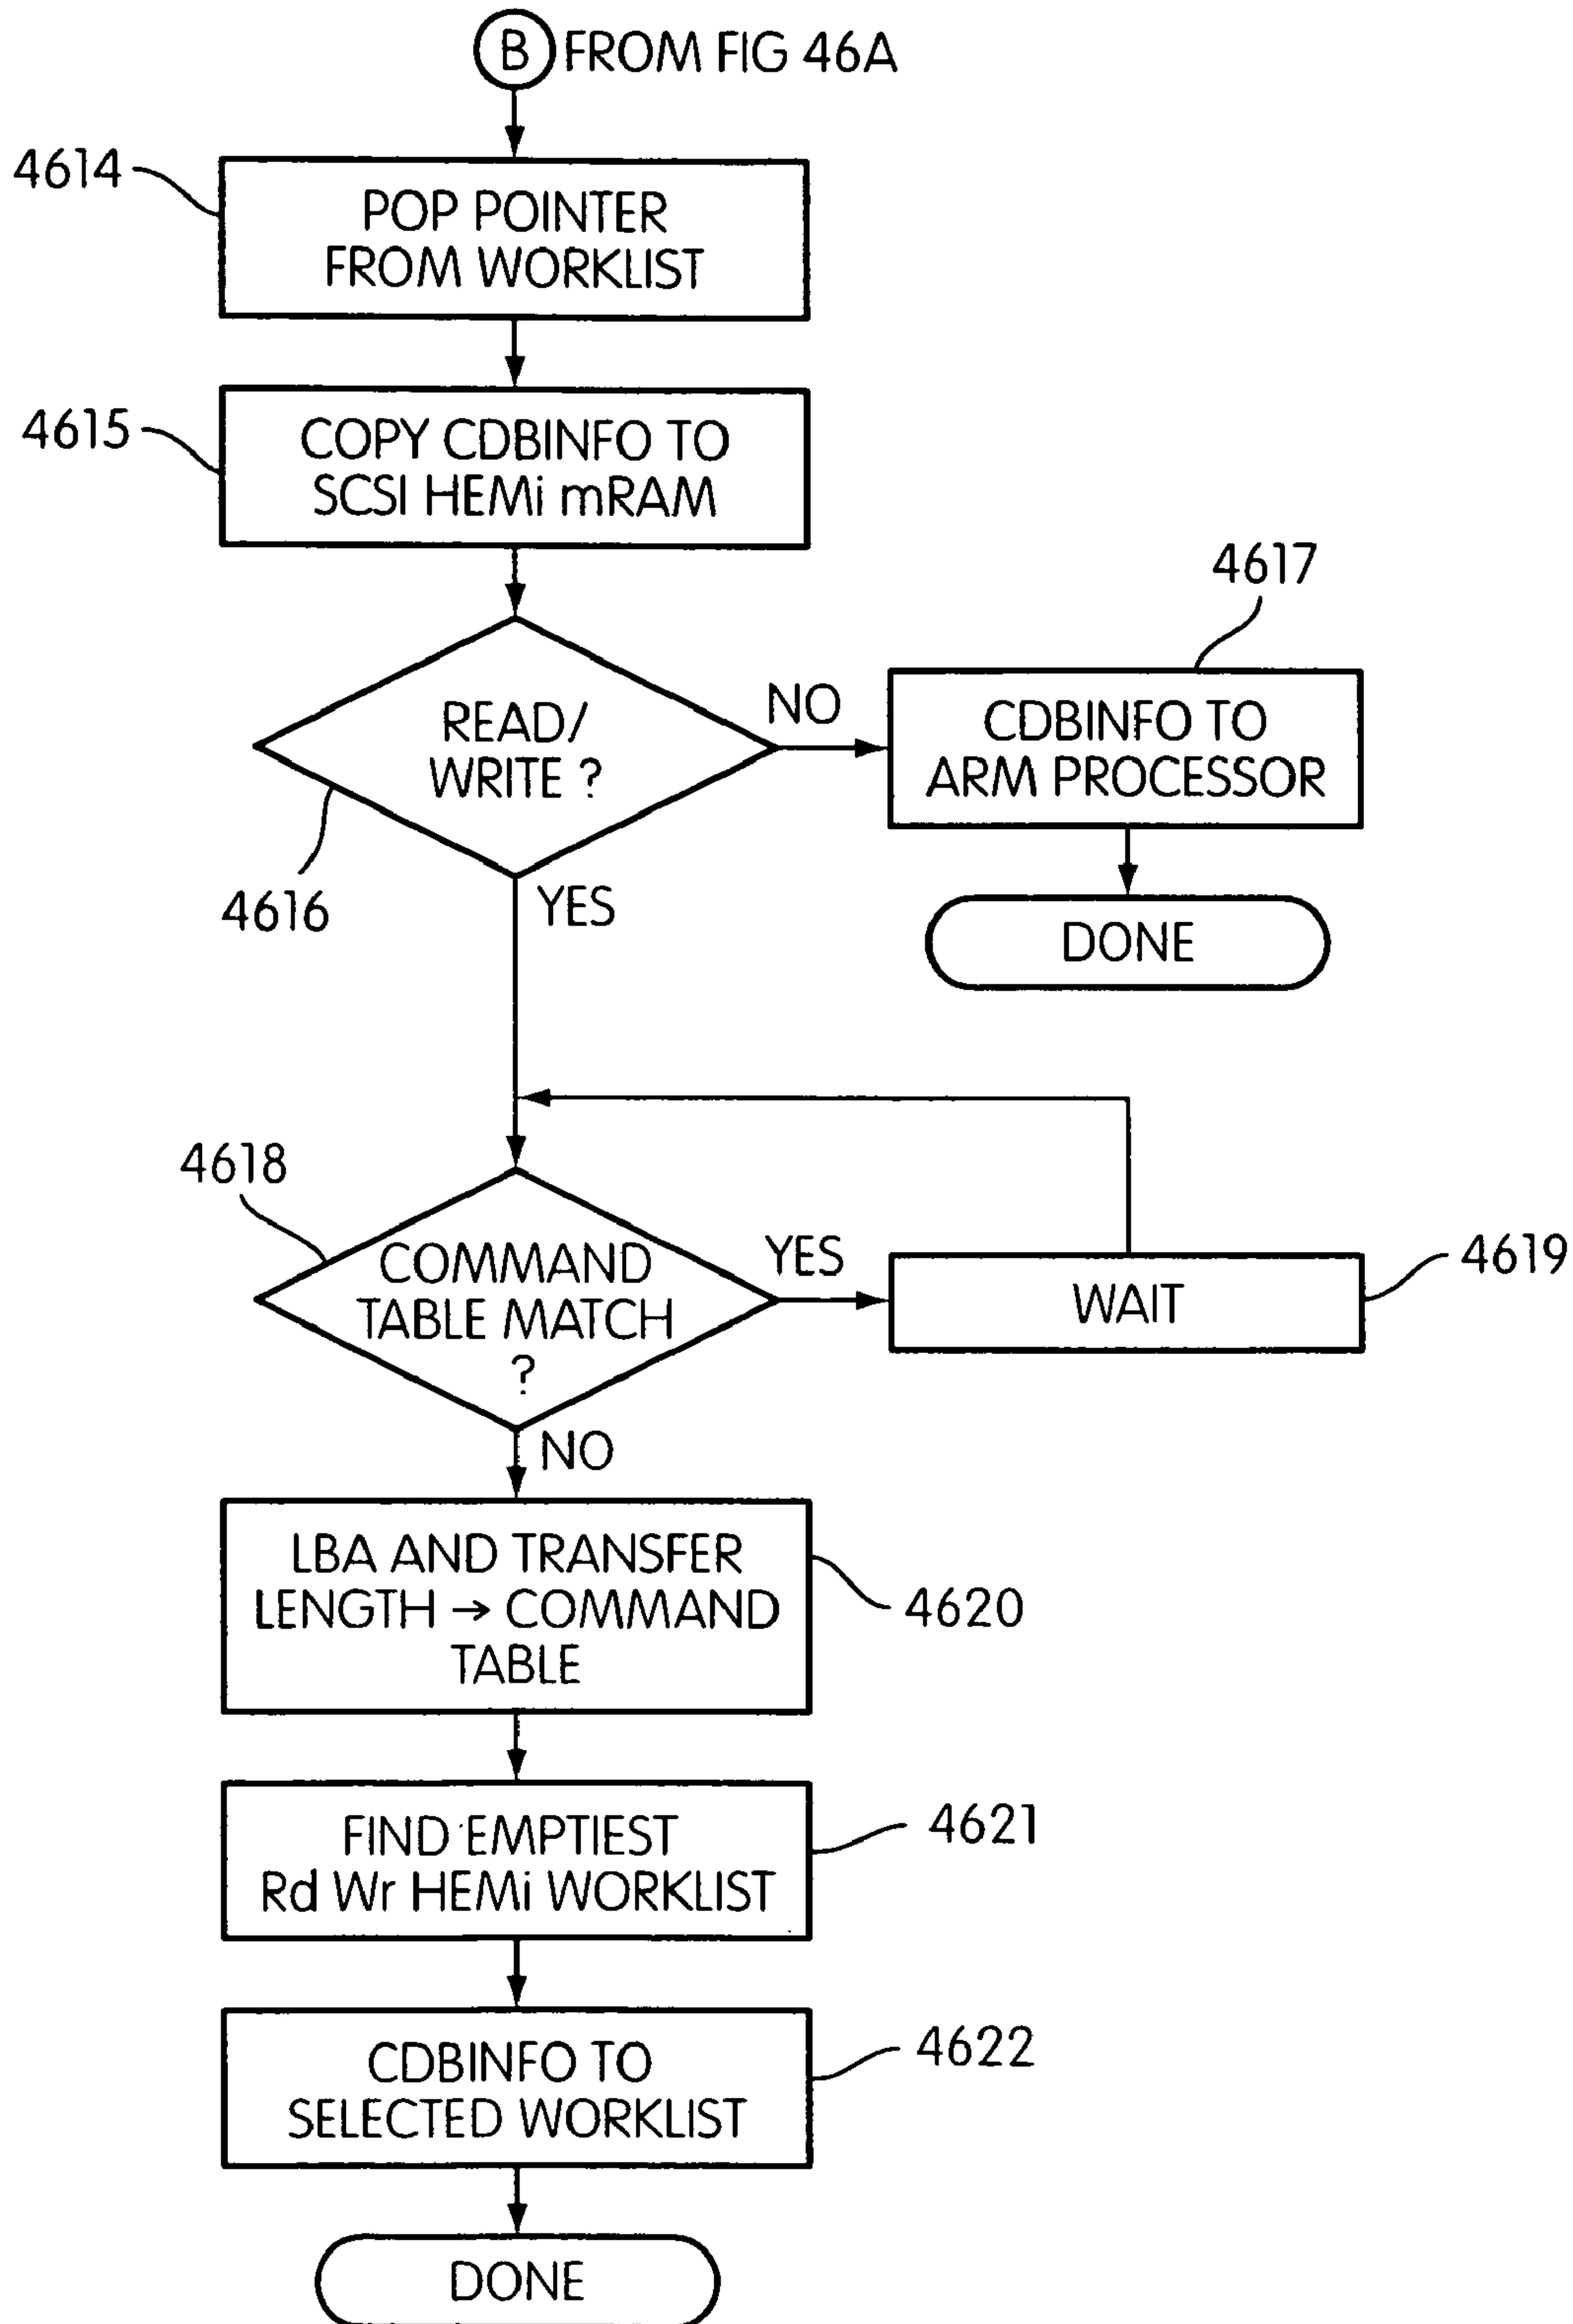 B FROM FIG 46A
4614
POP POINTER
FROM WORKLIST
4615
COPY CDBINFO TO
SCSI HEMi mRAM
4617
READ/
WRITE ?
NO
CDBINFO TO
ARM PROCESSOR
4616
YES
DONE
4618
COMMAND
TABLE MATCH
?
YES
WAIT
4619
NO
LBA AND TRANSFER
LENGTH → COMMAND
TABLE
4620
FIND EMPTIEST
Rd Wr HEMi WORKLIST
4621
CDBINFO TO
SELECTED WORKLIST
4622
DONE